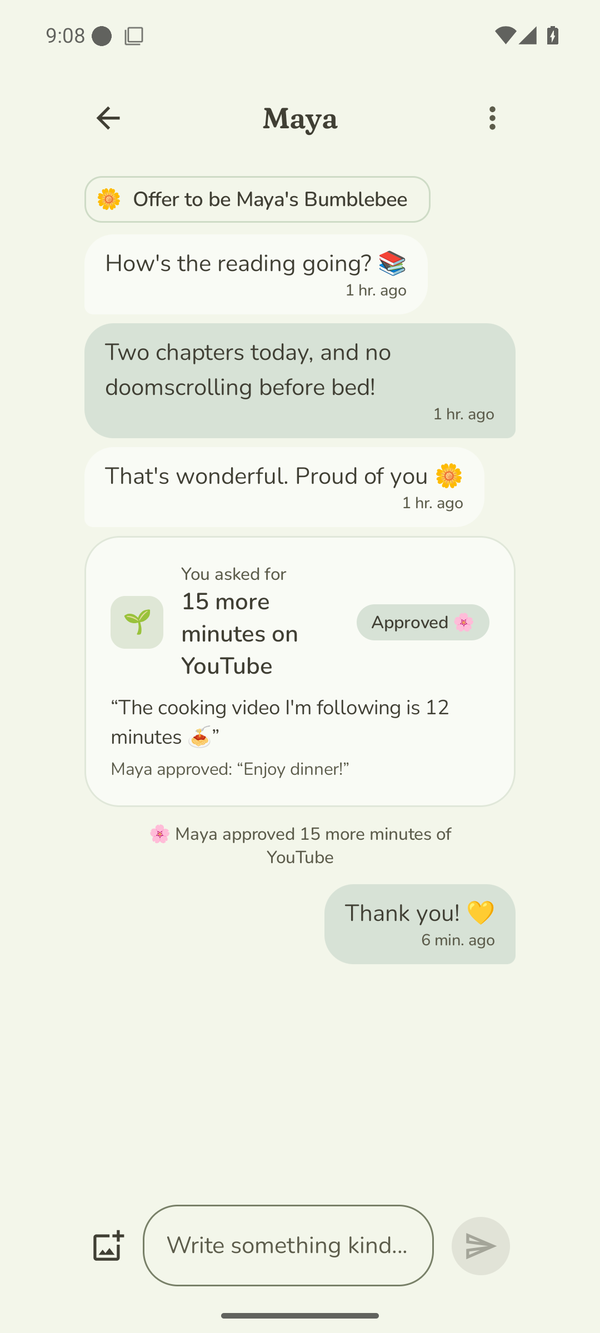 9:08
Maya
🌼 Offer to be Maya's Bumblebee
How's the reading going? 📚
1 hr. ago
Two chapters today, and no
doomscrolling before bed!
1 hr. ago
That's wonderful. Proud of you 🌼
1 hr. ago
You asked for
15 more
minutes on
YouTube
Approved 🌸
“The cooking video I'm following is 12
minutes 🍝”
Maya approved: “Enjoy dinner!”
🌸 Maya approved 15 more minutes of
YouTube
Thank you! 💛
6 min. ago
Write something kind...